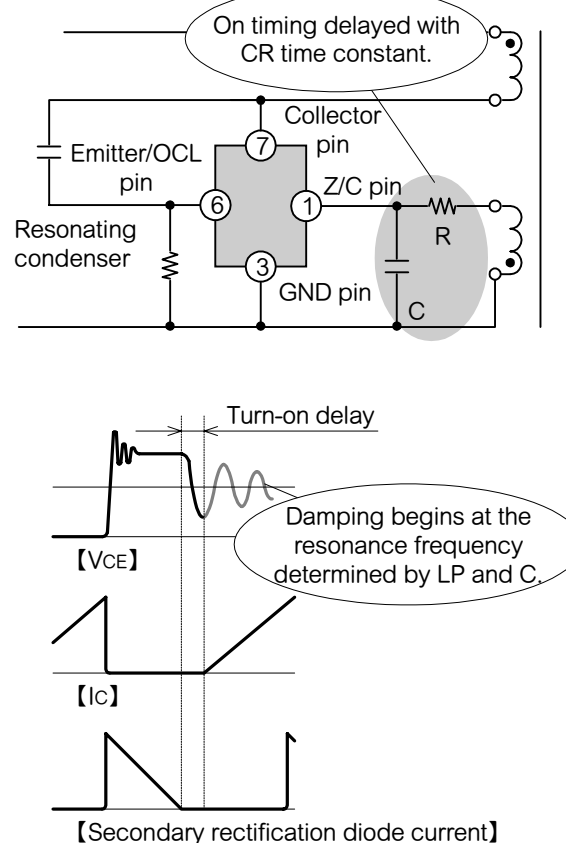 On timing delayed with
CR time constant.
Collector
pin
7
Emitter/OCL
pin
Z/C pin
6
1
Resonating
condenser
R
3
GND pin
C
Turn-on delay
Damping begins at the
resonance frequency
determined by LP and C.
【VCE】
【IC】
【Secondary rectification diode current】